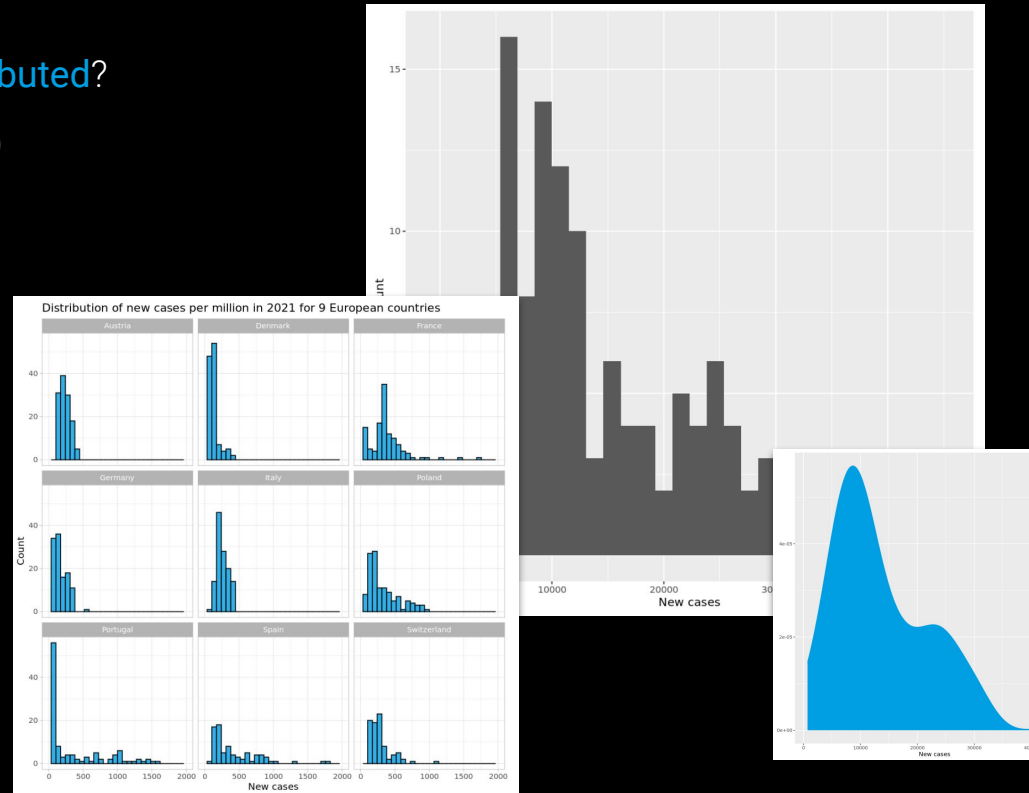 buted?
15
10
unt
10000 20000 30
New cases
Distribution of new cases per million in 2021 for 9 European countries
Austria Denmark France
40
20
0
Germany Italy Poland
40
20
0
Count
Portugal Spain Switzerland
40
20
0
0 500 1000 1500 2000 0 500 1000 1500 2000 0 500 1000 1500 2000
New cases
4e-05
2e-05
0e+00
0 10000 20000 30000 40
New cases